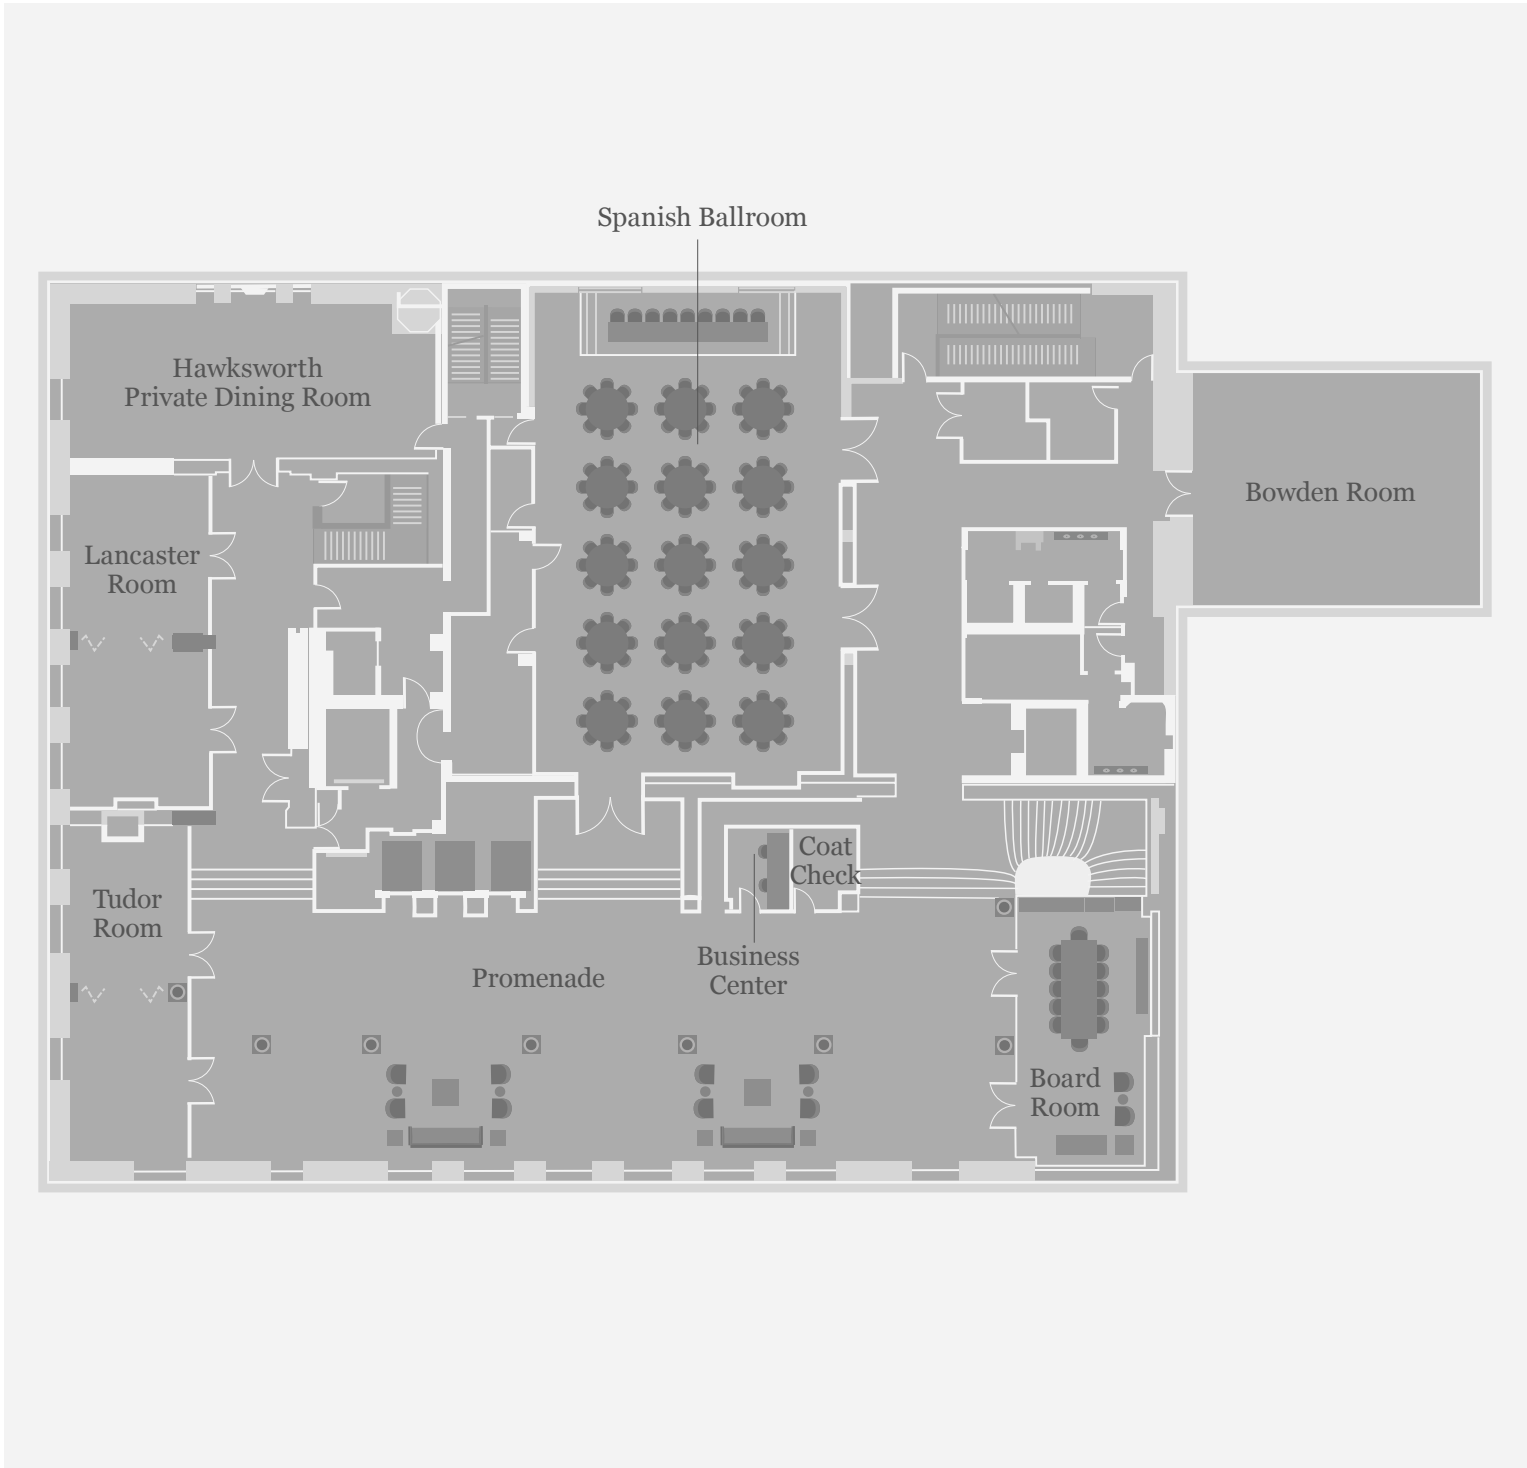 Spanish Ballroom
Hawksworth
Private Dining Room
Bowden Room
Lancaster
Room
Coat
Check
Tudor
Room
Business
Center
Promenade
Board
Room